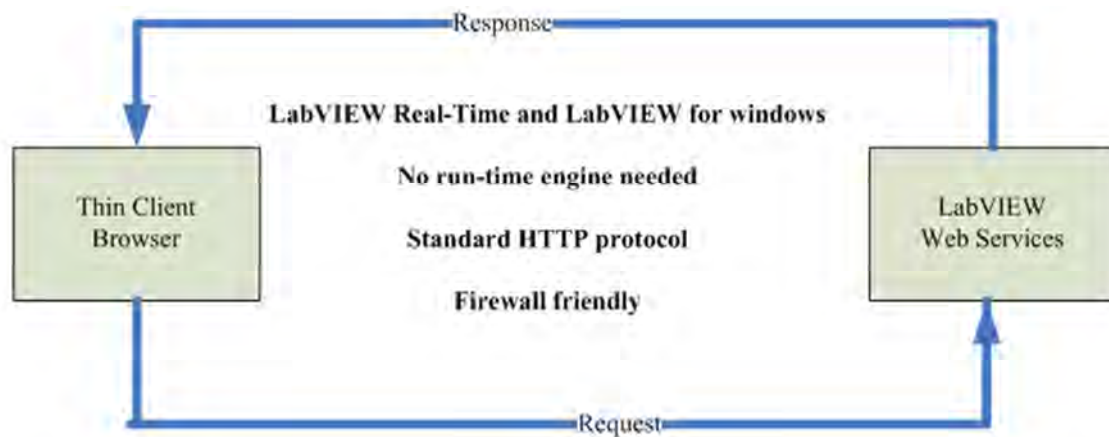 Response
LabVIEW Real-Time and LabVIEW for windows
No run-time engine needed
Thin Client
Browser
Standard HTTP protocol
LabVIEW
Web Services
Firewall friendly
Request